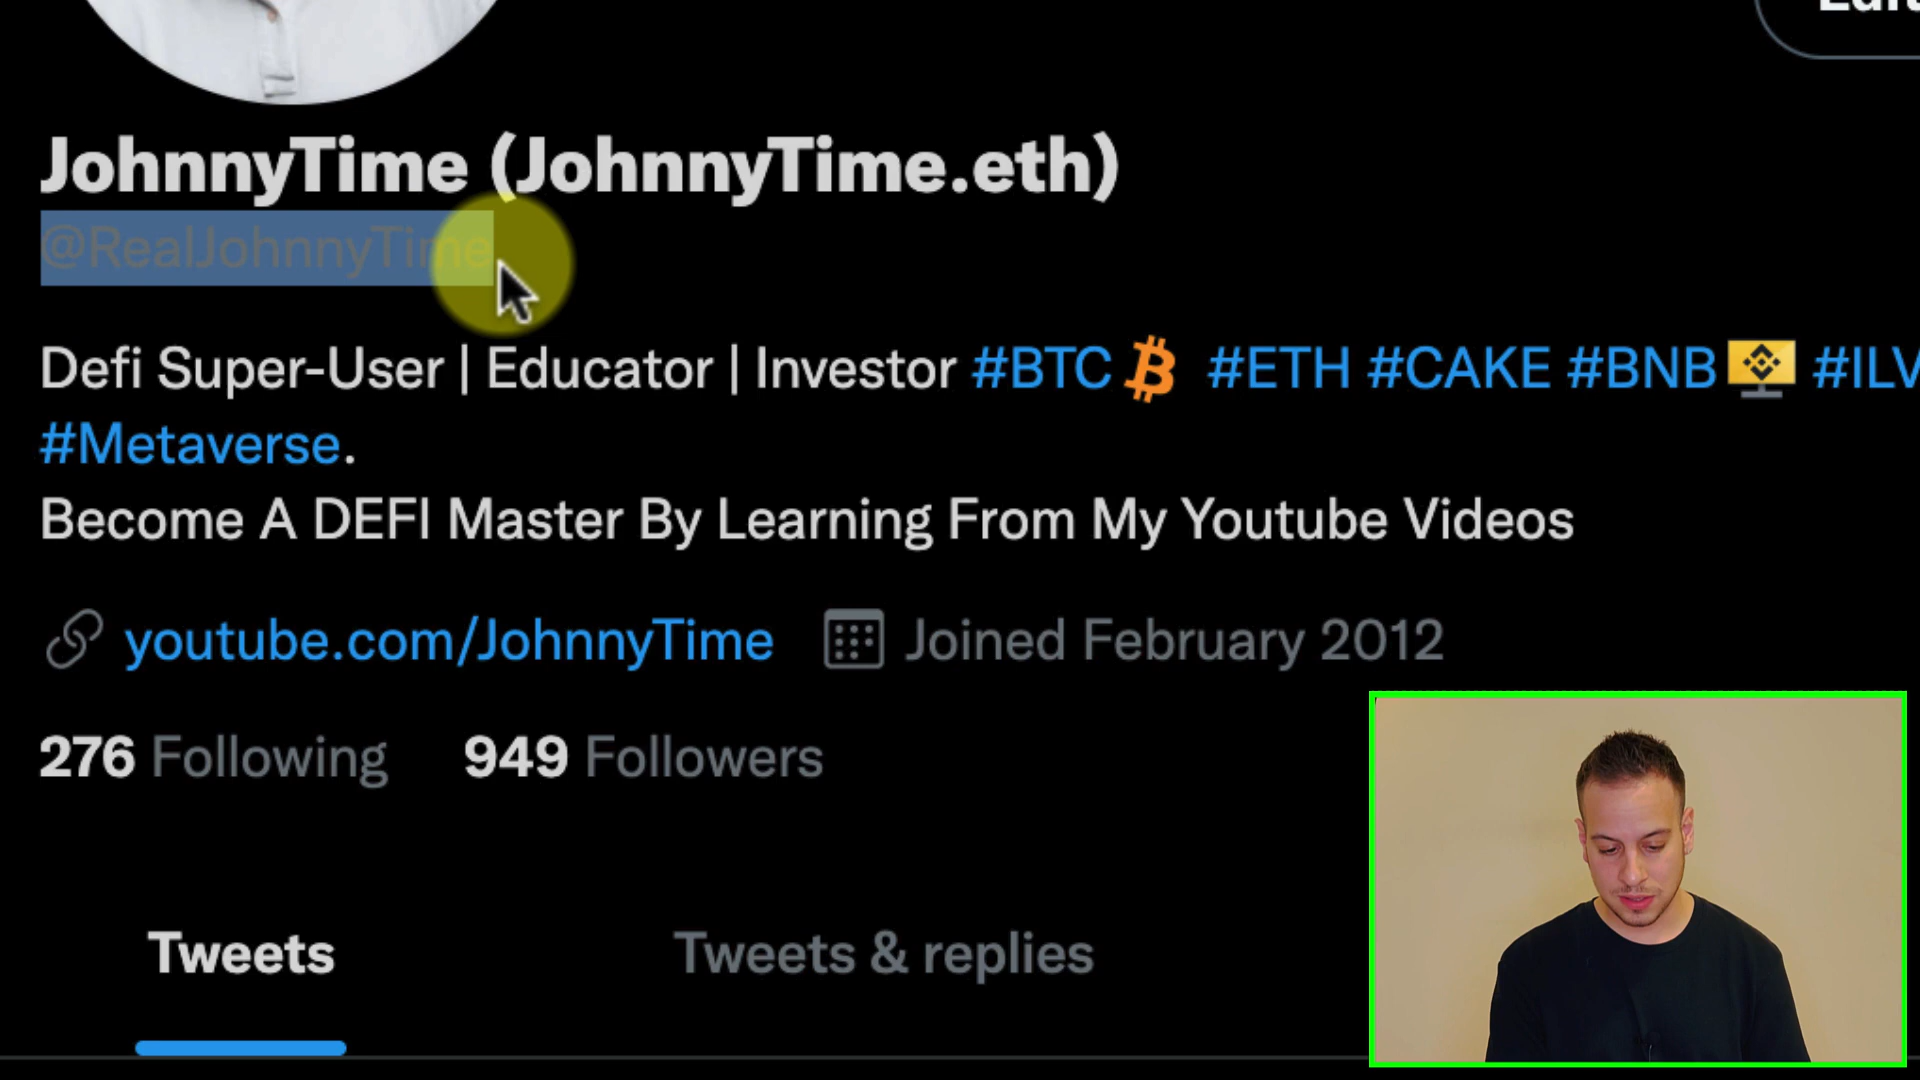 JohnnyTime (JohnnyTime.eth)
@RealJohnnyTime
Defi Super-User | Educator | Investor #BTC #ETH #CAKE #BNB #ILV
#Metaverse.
Become A DEFI Master By Learning From My Youtube Videos
youtube.com/JohnnyTime Joined February 2012
276 Following 949 Followers
Tweets Tweets & replies